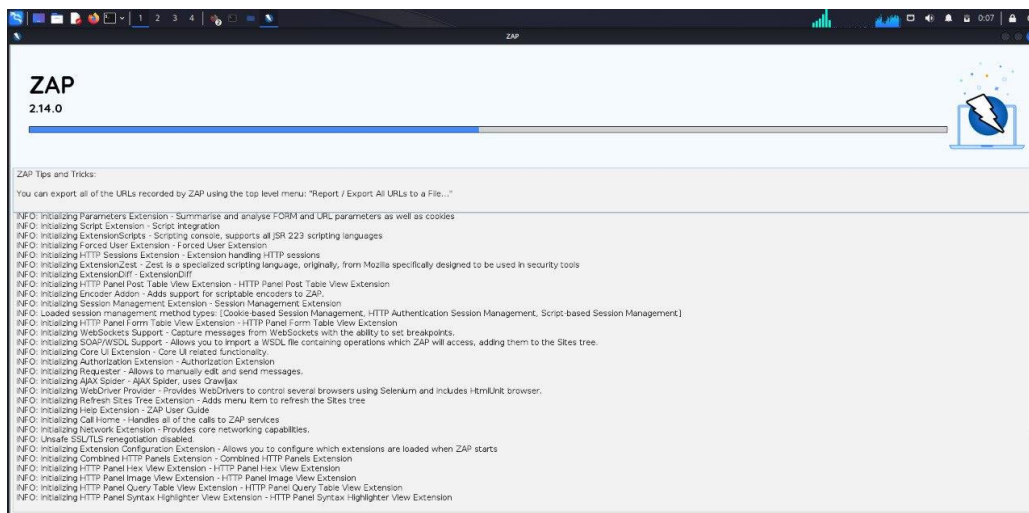 1 2 3 4
0:07
ZAP
ZAP
2.14.0
ZAP Tips and Tricks:
You can export all of the URLs recorded by ZAP using the top level menu: "Report / Export All URLs to a File..."
INFO: Initializing Parameters Extension - Summarise and analyse FORM and URL parameters as well as cookies
INFO: Initializing Script Extension - Script integration
INFO: Initializing ExtensionScripts - Scripting console, supports all JSR 223 scripting languages
INFO: Initializing Forced User Extension - Forced User Extension
INFO: Initializing HTTP Sessions Extension - Extension handling HTTP sessions
INFO: Initializing ExtensionZest - Zest is a specialized scripting language, originally, from Mozilla specifically designed to be used in security tools
INFO: Initializing ExtensionDiff - ExtensionDiff
INFO: Initializing HTTP Panel Post Table View Extension - HTTP Panel Post Table View Extension
INFO: Initializing Encoder Addon - Adds support for scriptable encoders to ZAP.
INFO: Initializing Session Management Extension - Session Management Extension
INFO: Loaded session management method types: [Cookie-based Session Management, HTTP Authentication Session Management, Script-based Session Management]
INFO: Initializing HTTP Panel Form Table View Extension - HTTP Panel Form Table View Extension
INFO: Initializing WebSockets Support - Capture messages from WebSockets with the ability to set breakpoints.
INFO: Initializing SOAP/WSDL Support - Allows you to import a WSDL file containing operations which ZAP will access, adding them to the Sites tree.
INFO: Initializing Core UI Extension - Core UI related functionality.
INFO: Initializing Authorization Extension - Authorization Extension
INFO: Initializing Requester - Allows to manually edit and send messages.
INFO: Initializing AJAX Spider - AJAX Spider, uses Crawljax
INFO: Initializing WebDriver Provider - Provides WebDrivers to control several browsers using Selenium and includes HtmlUnit browser.
INFO: Initializing Refresh Sites Tree Extension - Adds menu item to refresh the Sites tree
INFO: Initializing Help Extension - ZAP User Guide
INFO: Initializing Call Home - Handles all of the calls to ZAP services
INFO: Initializing Network Extension - Provides core networking capabilities.
INFO: Unsafe SSL/TLS renegotiation disabled.
INFO: Initializing Extension Configuration Extension - Allows you to configure which extensions are loaded when ZAP starts
INFO: Initializing Combined HTTP Panels Extension - Combined HTTP Panels Extension
INFO: Initializing HTTP Panel Hex View Extension - HTTP Panel Hex View Extension
INFO: Initializing HTTP Panel Image View Extension - HTTP Panel Image View Extension
INFO: Initializing HTTP Panel Query Table View Extension - HTTP Panel Query Table View Extension
INFO: Initializing HTTP Panel Syntax Highlighter View Extension - HTTP Panel Syntax Highlighter View Extension